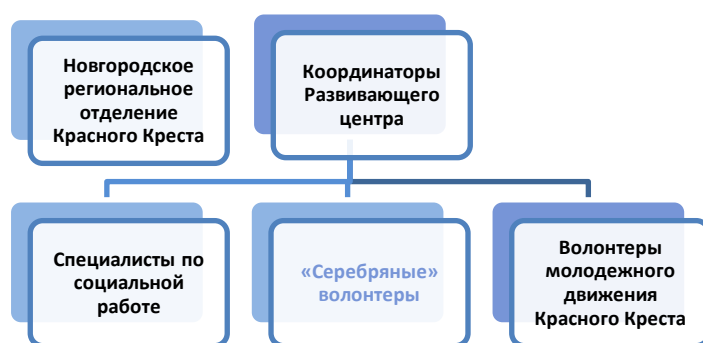 Новгородское
региональное
отделение
Красного Креста
Координаторы
Развивающего
центра
Специалисты по
социальной
работе
«Серебряные»
волонтеры
Волонтеры
молодежного
движения
Красного Креста